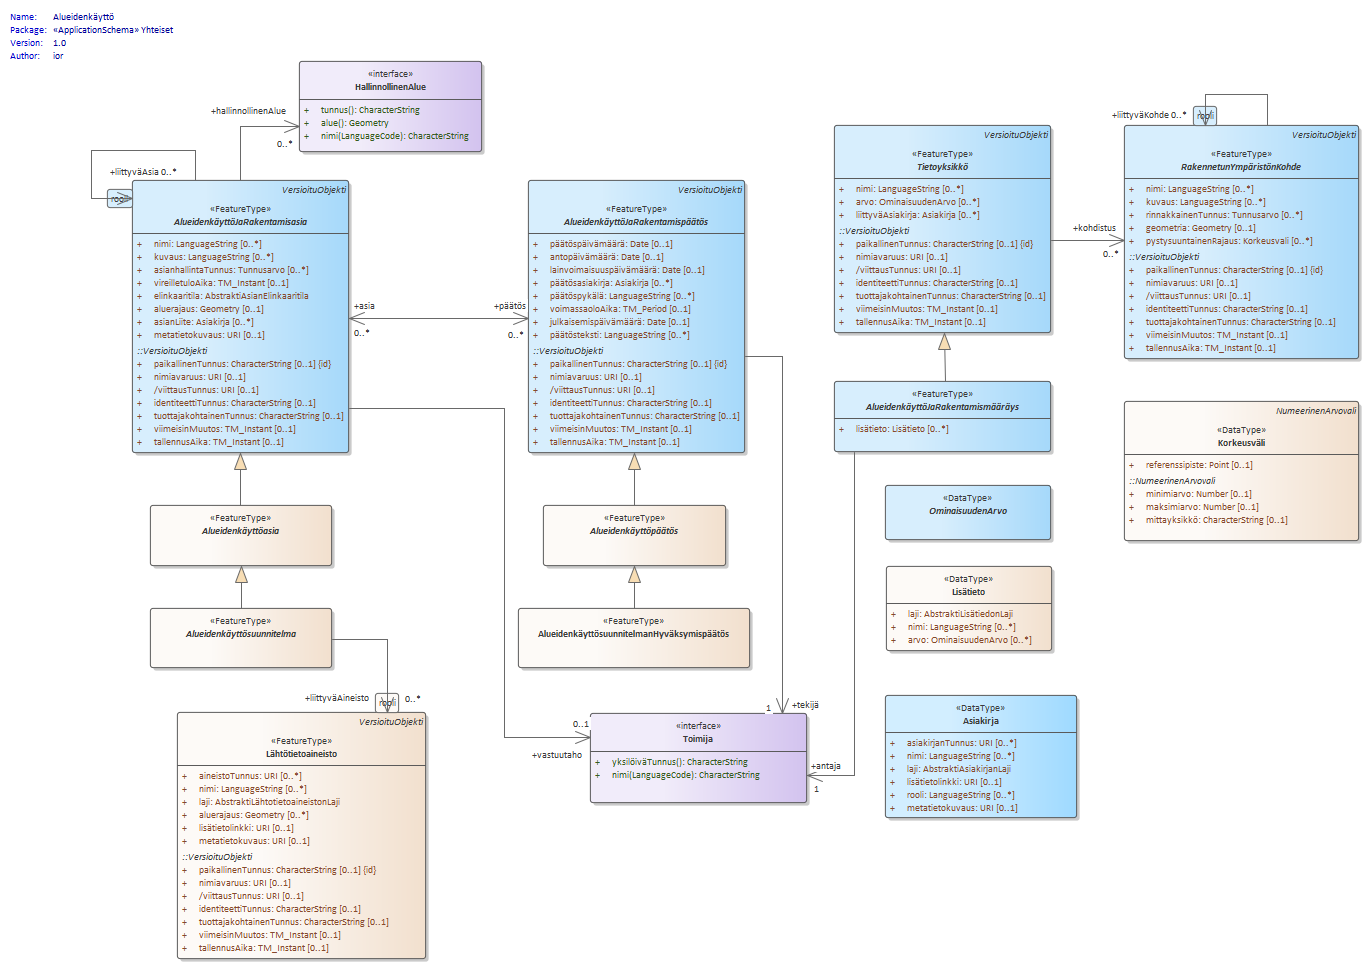 Name: Alueidenkäyttö
Package: «ApplicationSchema» Yhteiset
Version: 1.0
Author: ior
«interface»
HallinnollinenAlue
+ tunnus(): CharacterString
+ alue(): Geometry
+ nimi(LanguageCode): CharacterString
+hallinnollinenAlue
0..*
+liittyväAsia 0..*
rooli
VersioituObjekti
«FeatureType»
AlueidenkäyttöJaRakentamisasia
+ nimi: LanguageString [0..*]
+ kuvaus: LanguageString [0..*]
+ asianhallintaTunnus: Tunnusarvo [0..*]
+ vireilletuloAika: TM_Instant [0..1]
+ elinkaaritila: AbstraktiAsianElinkaaritila
+ aluerajaus: Geometry [0..1]
+ asianLiite: Asiakirja [0..*]
+ metatietokuvaus: URI [0..1]
::VersioituObjekti
+ paikallinenTunnus: CharacterString [0..1] {id}
+ nimiavaruus: URI [0..1]
+ /viittausTunnus: URI [0..1]
+ identiteettiTunnus: CharacterString [0..1]
+ tuottajakohtainenTunnus: CharacterString [0..1]
+ viimeisinMuutos: TM_Instant [0..1]
+ tallennusAika: TM_Instant [0..1]
+asia
0..*
+päätös
0..*
VersioituObjekti
«FeatureType»
AlueidenkäyttöJaRakentamispäätös
+ päätöspäivämäärä: Date [0..1]
+ antopäivämäärä: Date [0..1]
+ lainvoimaisuuspäivämäärä: Date [0..1]
+ päätösasiakirja: Asiakirja [0..*]
+ päätöspykälä: LanguageString [0..*]
+ voimassaoloAika: TM_Period [0..1]
+ julkaisemispäivämäärä: Date [0..1]
+ päätösteksti: LanguageString [0..*]
::VersioituObjekti
+ paikallinenTunnus: CharacterString [0..1] {id}
+ nimiavaruus: URI [0..1]
+ /viittausTunnus: URI [0..1]
+ identiteettiTunnus: CharacterString [0..1]
+ tuottajakohtainenTunnus: CharacterString [0..1]
+ viimeisinMuutos: TM_Instant [0..1]
+ tallennusAika: TM_Instant [0..1]
VersioituObjekti
«FeatureType»
Tietoyksikkö
+ nimi: LanguageString [0..*]
+ arvo: OminaisuudenArvo [0..*]
+ liittyväAsiakirja: Asiakirja [0..*]
::VersioituObjekti
+ paikallinenTunnus: CharacterString [0..1] {id}
+ nimiavaruus: URI [0..1]
+ /viittausTunnus: URI [0..1]
+ identiteettiTunnus: CharacterString [0..1]
+ tuottajakohtainenTunnus: CharacterString [0..1]
+ viimeisinMuutos: TM_Instant [0..1]
+ tallennusAika: TM_Instant [0..1]
+kohdistus
0..*
+liittyväKohde 0..*
rooli
VersioituObjekti
«FeatureType»
RakennetunYmpäristönKohde
+ nimi: LanguageString [0..*]
+ kuvaus: LanguageString [0..*]
+ rinnakkainenTunnus: Tunnusarvo [0..*]
+ geometria: Geometry [0..1]
+ pystysuuntainenRajaus: Korkeusväli [0..*]
::VersioituObjekti
+ paikallinenTunnus: CharacterString [0..1] {id}
+ nimiavaruus: URI [0..1]
+ /viittausTunnus: URI [0..1]
+ identiteettiTunnus: CharacterString [0..1]
+ tuottajakohtainenTunnus: CharacterString [0..1]
+ viimeisinMuutos: TM_Instant [0..1]
+ tallennusAika: TM_Instant [0..1]
«FeatureType»
AlueidenkäyttöJaRakentamismääräys
+ lisätieto: Lisätieto [0..*]
NumeerinenArvovali
«DataType»
Korkeusväli
+ referenssipiste: Point [0..1]
::NumeerinenArvovali
+ minimiarvo: Number [0..1]
+ maksimiarvo: Number [0..1]
+ mittayksikkö: CharacterString [0..1]
«DataType»
OminaisuudenArvo
«DataType»
Lisätieto
+ laji: AbstraktiLisätiedonLaji
+ nimi: LanguageString [0..*]
+ arvo: OminaisuudenArvo [0..*]
«DataType»
Asiakirja
+ asiakirjanTunnus: URI [0..*]
+ nimi: LanguageString [0..*]
+ laji: AbstraktiAsiakirjanLaji
+ lisätietolinkki: URI [0..1]
+ rooli: LanguageString [0..*]
+ metatietokuvaus: URI [0..1]
«FeatureType»
Alueidenkäyttöasia
«FeatureType»
Alueidenkäyttöpäätös
«FeatureType»
Alueidenkäyttösuunnitelma
«FeatureType»
AlueidenkäyttösuunnitelmanHyväksymispäätös
+liittyväAineisto
rooli
0..*
VersioituObjekti
«FeatureType»
Lähtötietoaineisto
+ aineistoTunnus: URI [0..*]
+ nimi: LanguageString [0..*]
+ laji: AbstraktiLähtotietoaineistonLaji
+ aluerajaus: Geometry [0..*]
+ lisätietolinkki: URI [0..1]
+ metatietokuvaus: URI [0..1]
::VersioituObjekti
+ paikallinenTunnus: CharacterString [0..1] {id}
+ nimiavaruus: URI [0..1]
+ /viittausTunnus: URI [0..1]
+ identiteettiTunnus: CharacterString [0..1]
+ tuottajakohtainenTunnus: CharacterString [0..1]
+ viimeisinMuutos: TM_Instant [0..1]
+ tallennusAika: TM_Instant [0..1]
0..1
+vastuutaho
1
+tekijä
«interface»
Toimija
+ yksilöiväTunnus(): CharacterString
+ nimi(LanguageCode): CharacterString
+antaja
1